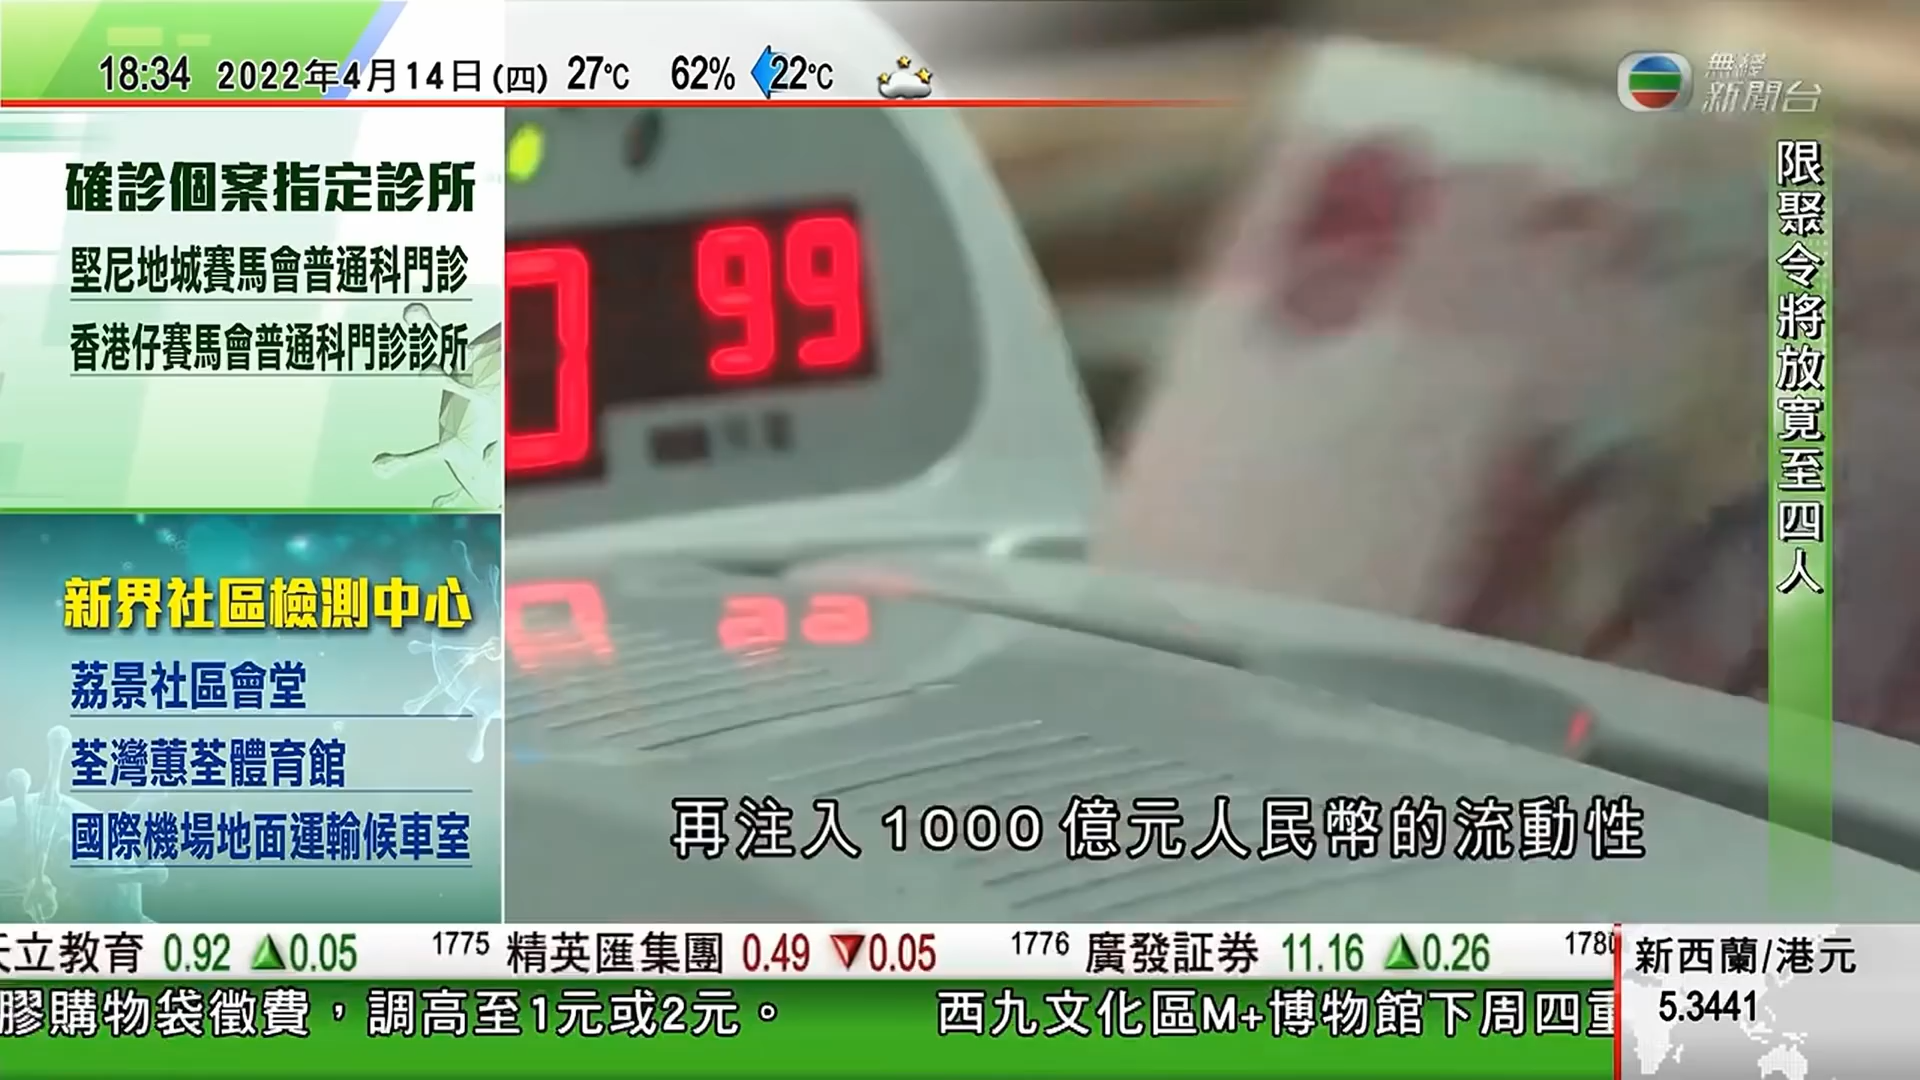 18:34 2022年4月14日(四) 27°C 62% 22°C
無綫
新聞台
確診個案指定診所
堅尼地城賽馬會普通科門診
香港仔賽馬會普通科門診診所
新界社區檢測中心
荔景社區會堂
荃灣蕙荃體育館
國際機場地面運輸候車室
99
限聚令將放寬至四人
再注入1000億元人民幣的流動性
天立教育 0.92 ▲0.05 1775 精英匯集團 0.49 ▼0.05 1776 廣發証券 11.16 ▲0.26 178
膠購物袋徵費，調高至1元或2元。 西九文化區M+博物館下周四重
新西蘭/港元
5.3441